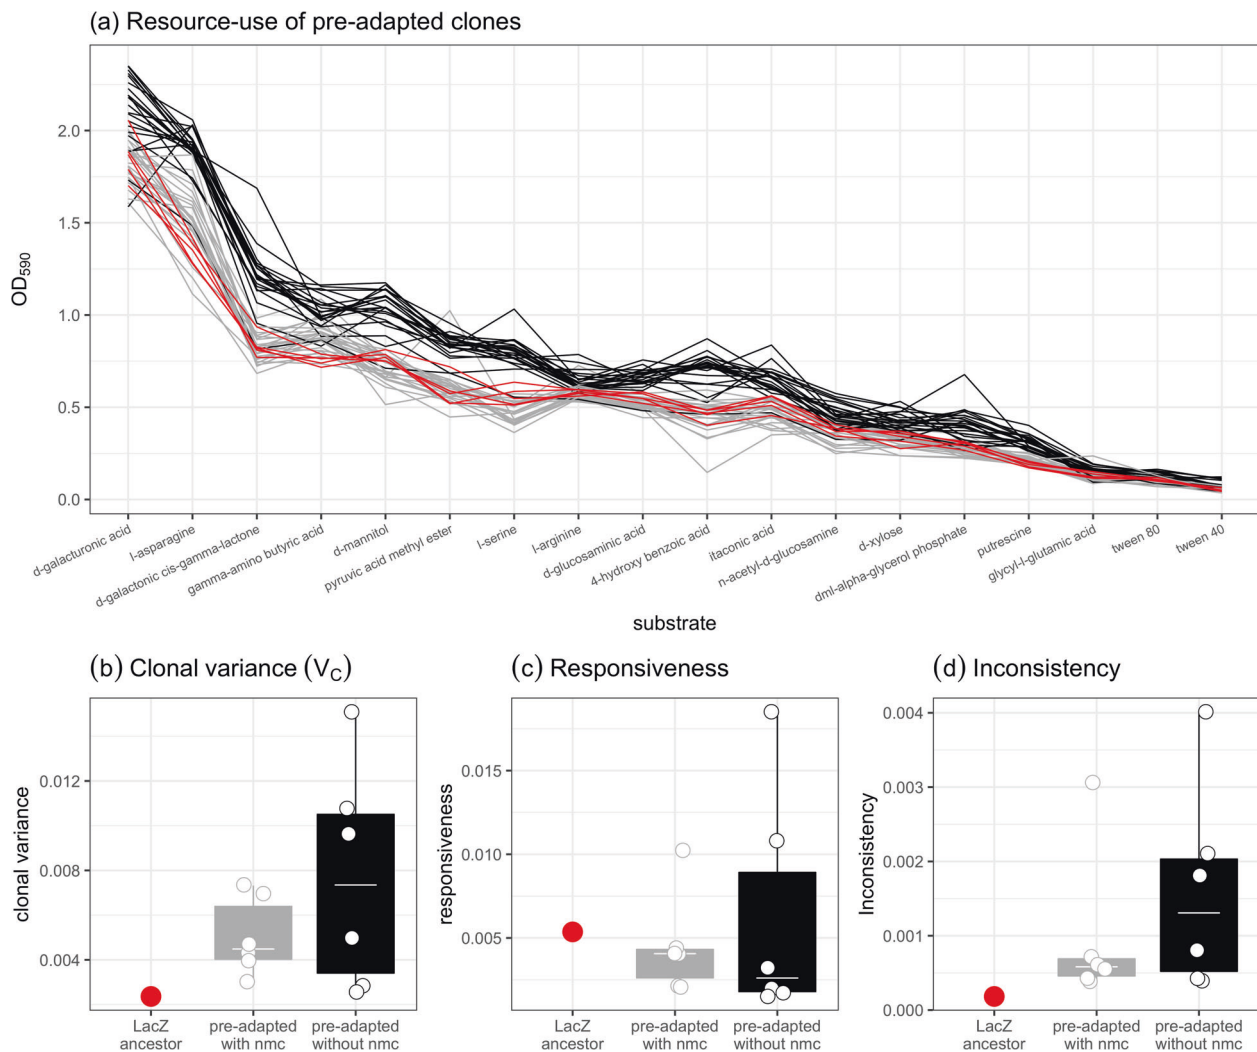 (a) Resource-use of pre-adapted clones
OD590
2.0
1.5
1.0
0.5
0.0
d-galacturonic acid
l-asparagine
d-galactonic cis-gamma-lactone
gamma-amino butyric acid
d-mannitol
pyruvic acid methyl ester
l-serine
l-arginine
d-glucosaminic acid
4-hydroxy benzoic acid
itaconic acid
n-acetyl-d-glucosamine
d-xylose
dml-alpha-glycerol phosphate
putrescine
glycyl-l-glutamic acid
tween 80
tween 40
substrate
(b) Clonal variance (VC)
clonal variance
0.012
0.008
0.004
LacZ
ancestor
pre-adapted
with nmc
pre-adapted
without nmc
(c) Responsiveness
responsiveness
0.015
0.010
0.005
LacZ
ancestor
pre-adapted
with nmc
pre-adapted
without nmc
(d) Inconsistency
Inconsistency
0.004
0.003
0.002
0.001
0.000
LacZ
ancestor
pre-adapted
with nmc
pre-adapted
without nmc